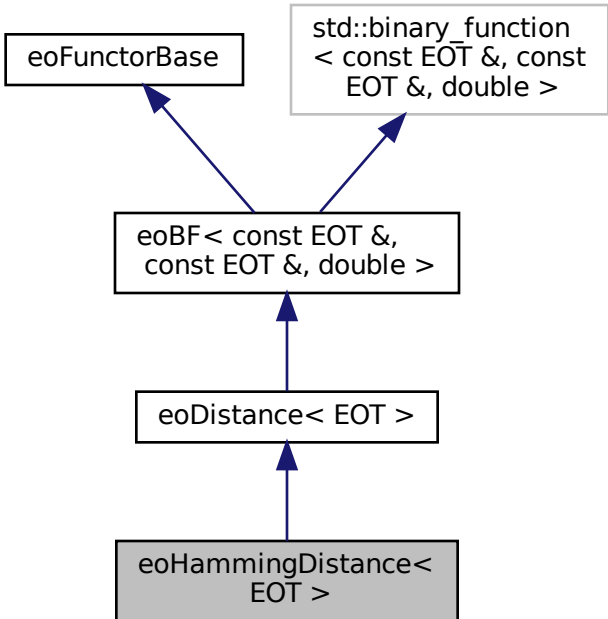 eoFunctorBase
std::binary_function
< const EOT &, const
EOT &, double >
eoBF< const EOT &,
const EOT &, double >
eoDistance< EOT >
eoHammingDistance<
EOT >